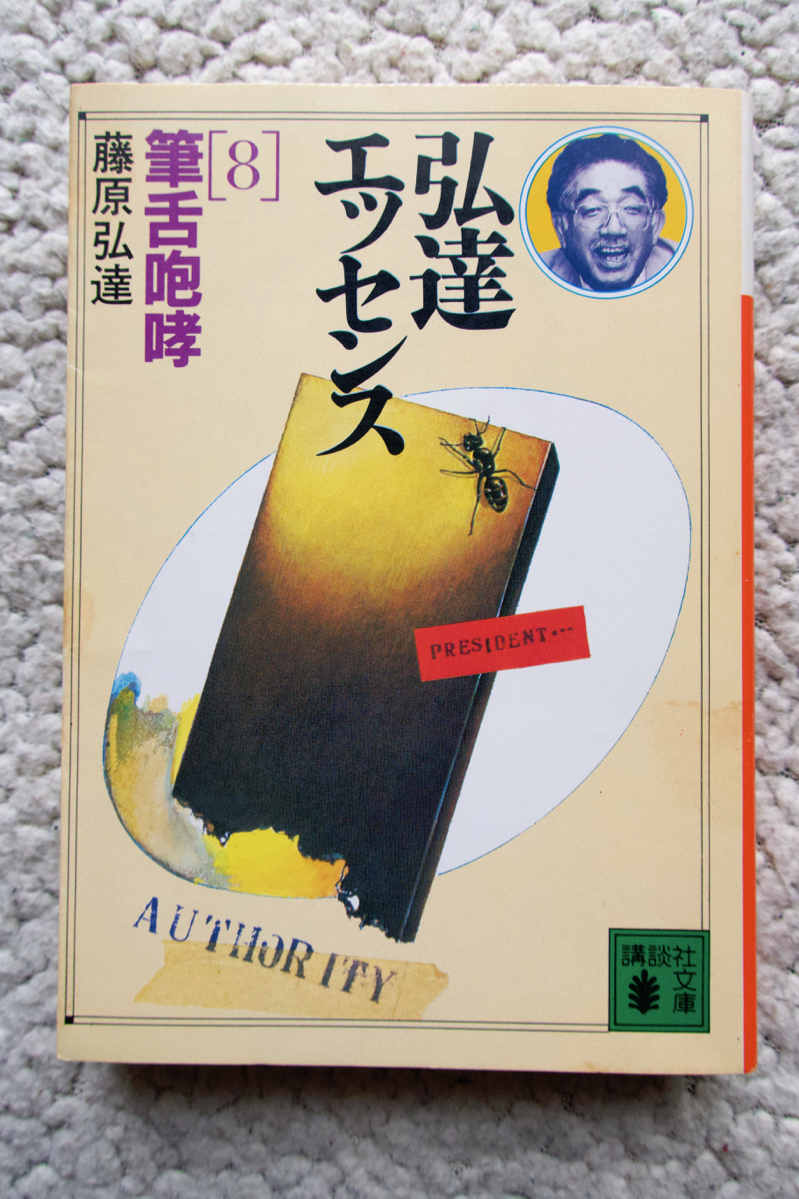 弘達
エッセンス
[8]
筆舌咆哮
藤原弘達
PRESIDENT...
AUTHORITY
講談社
文庫